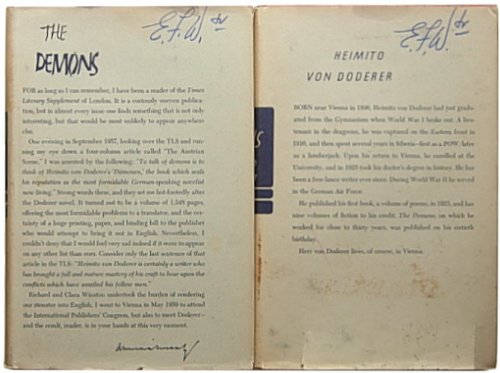 THE
DEMONS
E.F.W. tr
FOR as long as I can remember, I have been a reader of the Times
Literary Supplement of London. It is a curiously uneven publica-
tion, but in almost every issue one finds something that is not only
interesting, but that would be most unlikely to appear anywhere
else.
One evening in September 1957, looking over the TLS and run-
ning my eye down a four-column article called "The Austrian
Scene," I was arrested by the following: "To talk of demons is to
think of Heimito von Doderer's 'Dämonen,' the book which seals
his reputation as the most formidable German-speaking novelist
now living." Strong words these, and they set me hotfootedly after
the Doderer novel. It turned out to be a volume of 1,348 pages,
offering the most formidable problems to a translator, and the cer-
tainty of a huge printing, paper, and binding bill to the publisher
who would attempt to bring it out in English. Nevertheless, I
couldn't deny that I would feel very sad indeed if it were to appear
on any other list than ours. Consider only the last sentence of that
article in the TLS: "Heimito von Doderer is certainly a writer who
has brought a full and mature mastery of his craft to bear upon the
conflicts which have assailed his fellow men."
Richard and Clara Winston undertook the burden of rendering
our monster into English, I went to Vienna in May 1959 to attend
the International Publishers' Congress, but also to meet Doderer—
and the result, reader, is in your hands at this very moment.
E.F.W. tr
HEIMITO
VON DODERER
BORN near Vienna in 1896, Heimito von Doderer had just grad-
uated from the Gymnasium when World War I broke out. A lieu-
tenant in the dragoons, he was captured on the Eastern front in
1916, and then spent several years in Siberia—first as a POW, later
as a lumberjack. Upon his return to Vienna, he enrolled at the
University, and in 1925 took his doctor's degree in history. He has
been a free-lance writer ever since. During World War II he served
in the German Air Force.
He published his first book, a volume of poems, in 1923, and has
nine volumes of fiction to his credit. The Demons, on which he
worked for close to thirty years, was published on his sixtieth
birthday.
Herr von Doderer lives, of course, in Vienna.